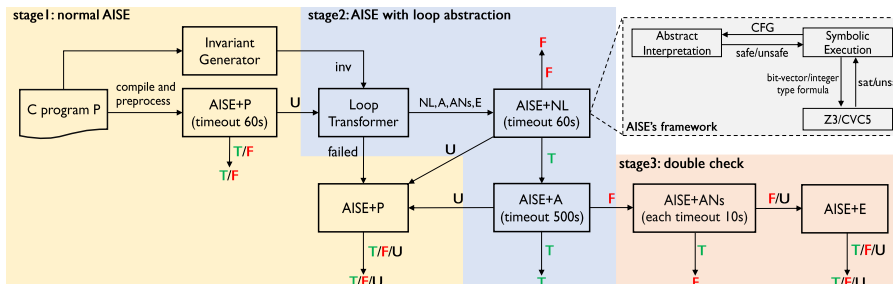 stage1: normal AISE
stage2: AISE with loop abstraction
Invariant
Generator
inv
C program P
compile and
preprocess
AISE+P
(timeout 60s)
U
Loop
Transformer
NL,A,ANs,E
AISE+NL
(timeout 60s)
F
F
T/F
T/F
failed
U
T
AISE+P
U
AISE+A
(timeout 500s)
T/F/U
T/F/U
T
T
Abstract
Interpretation
CFG
safe/unsafe
Symbolic
Execution
bit-vector/integer
type formula
sat/uns
Z3/CVC5
AISE's framework
stage3: double check
F
AISE+ANs
(each timeout 10s)
F/U
AISE+E
T
F
T/F/U
T/F/U